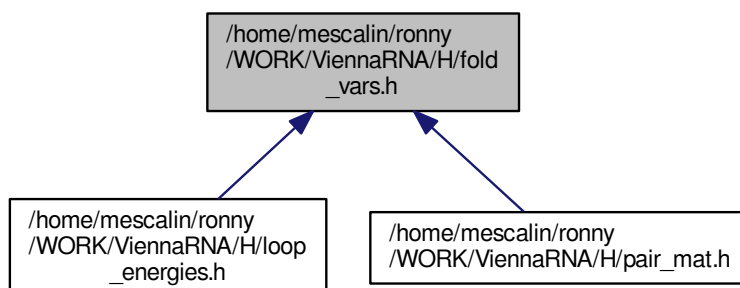 /home/mescalin/ronny
/WORK/ViennaRNA/H/fold
_vars.h
/home/mescalin/ronny
/WORK/ViennaRNA/H/loop
_energies.h
/home/mescalin/ronny
/WORK/ViennaRNA/H/pair_mat.h